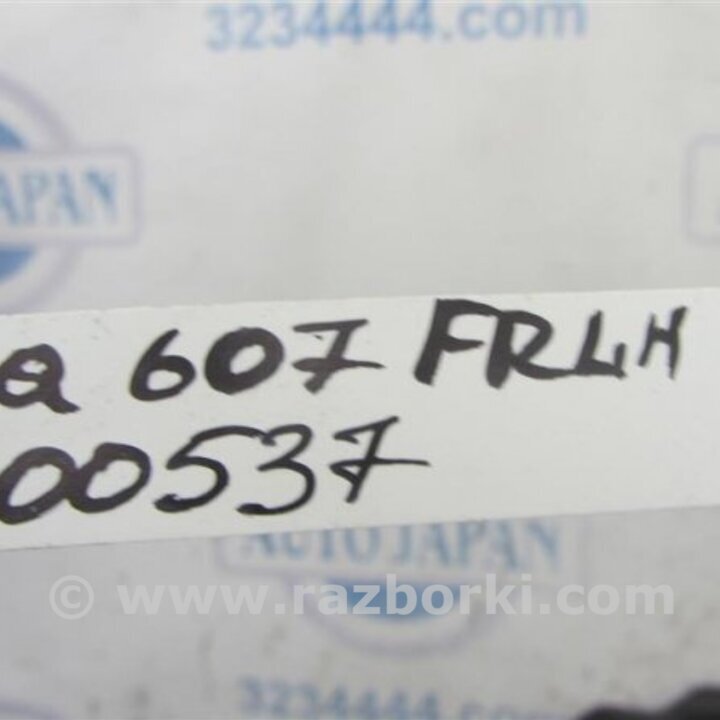 3234444.com
JAPAN
Q 607 FRLH
00537
AUTO JAPAN
© www.razborki.com
3234444.com